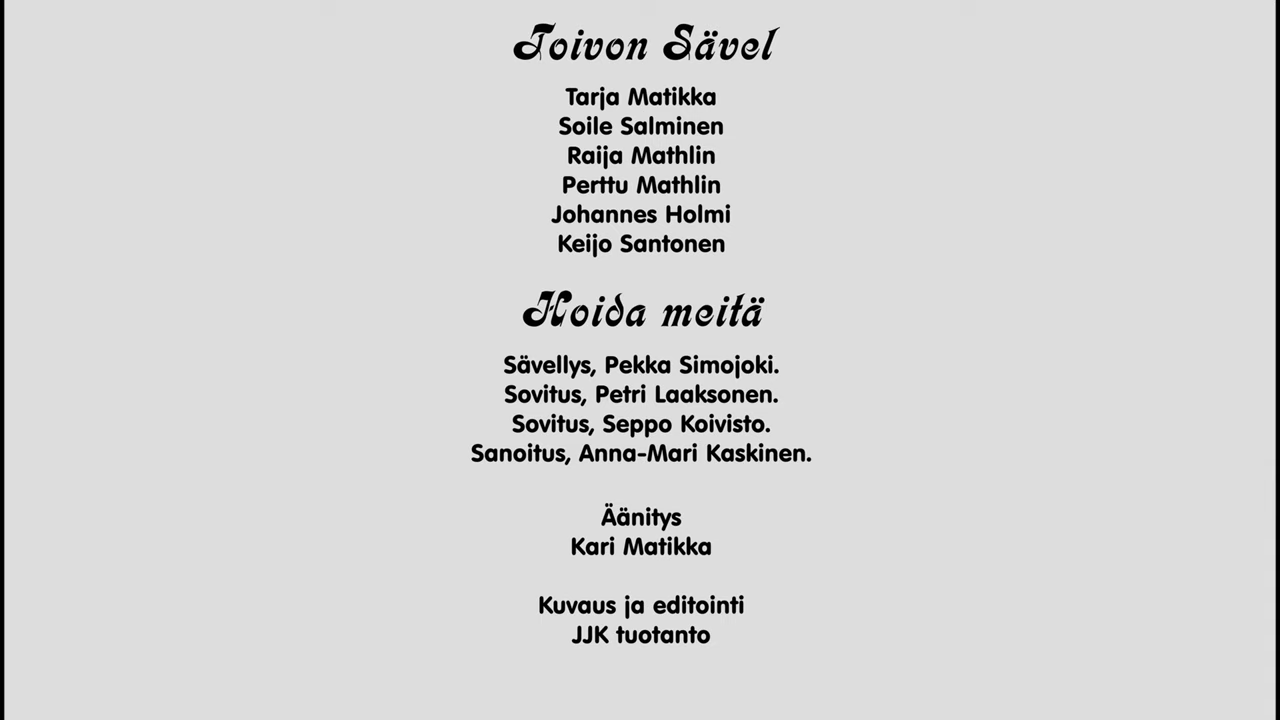 Toivon Sävel
Tarja Matikka
Soile Salminen
Raija Mathlin
Perttu Mathlin
Johannes Holmi
Keijo Santonen
Hoida meitä
Sävellys, Pekka Simojoki.
Sovitus, Petri Laaksonen.
Sovitus, Seppo Koivisto.
Sanoitus, Anna-Mari Kaskinen.
Äänitys
Kari Matikka
Kuvaus ja editointi
JJK tuotanto